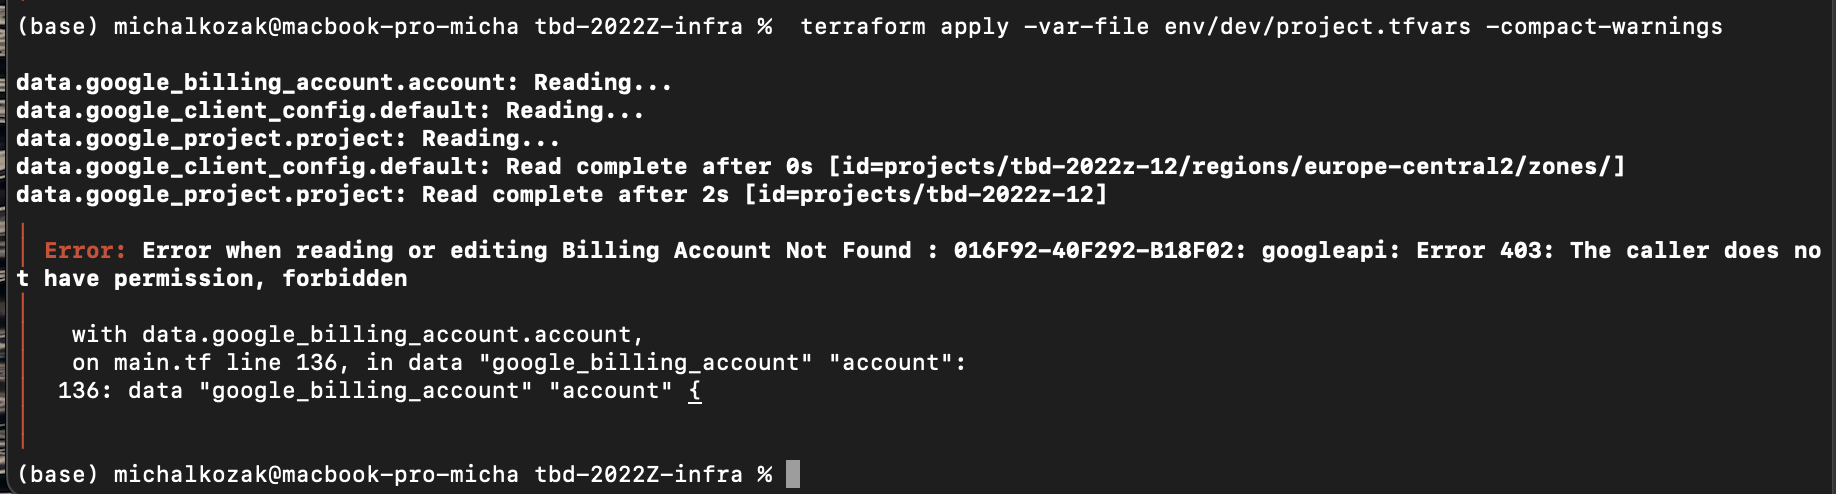 (base) michalkozak@macbook-pro-micha tbd-2022Z-infra %  terraform apply -var-file env/dev/project.tfvars -compact-warnings
data.google_billing_account.account: Reading...
data.google_client_config.default: Reading...
data.google_project.project: Reading...
data.google_client_config.default: Read complete after 0s [id=projects/tbd-2022z-12/regions/europe-central2/zones/]
data.google_project.project: Read complete after 2s [id=projects/tbd-2022z-12]
Error: Error when reading or editing Billing Account Not Found : 016F92-40F292-B18F02: googleapi: Error 403: The caller does no
t have permission, forbidden
with data.google_billing_account.account,
on main.tf line 136, in data "google_billing_account" "account":
136: data "google_billing_account" "account" {
(base) michalkozak@macbook-pro-micha tbd-2022Z-infra %